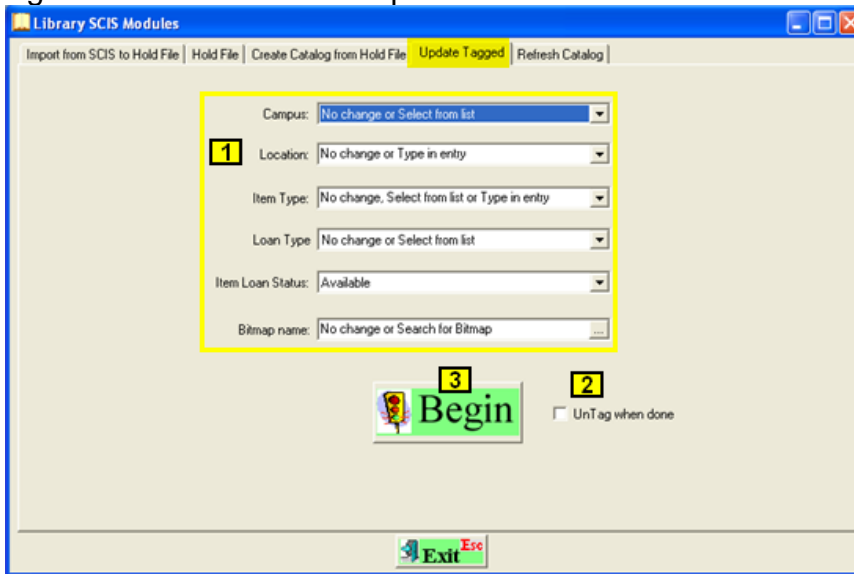 Library SCIS Modules
Import from SCIS to Hold File Hold File Create Catalog from Hold File Update Tagged Refresh Catalog
Campus: No change or Select from list
1 Location: No change or Type in entry
Item Type: No change, Select from list or Type in entry
Loan Type No change or Select from list
Item Loan Status: Available
Bitmap name: No change or Search for Bitmap ...
3 2
Begin UnTag when done
Exit Esc